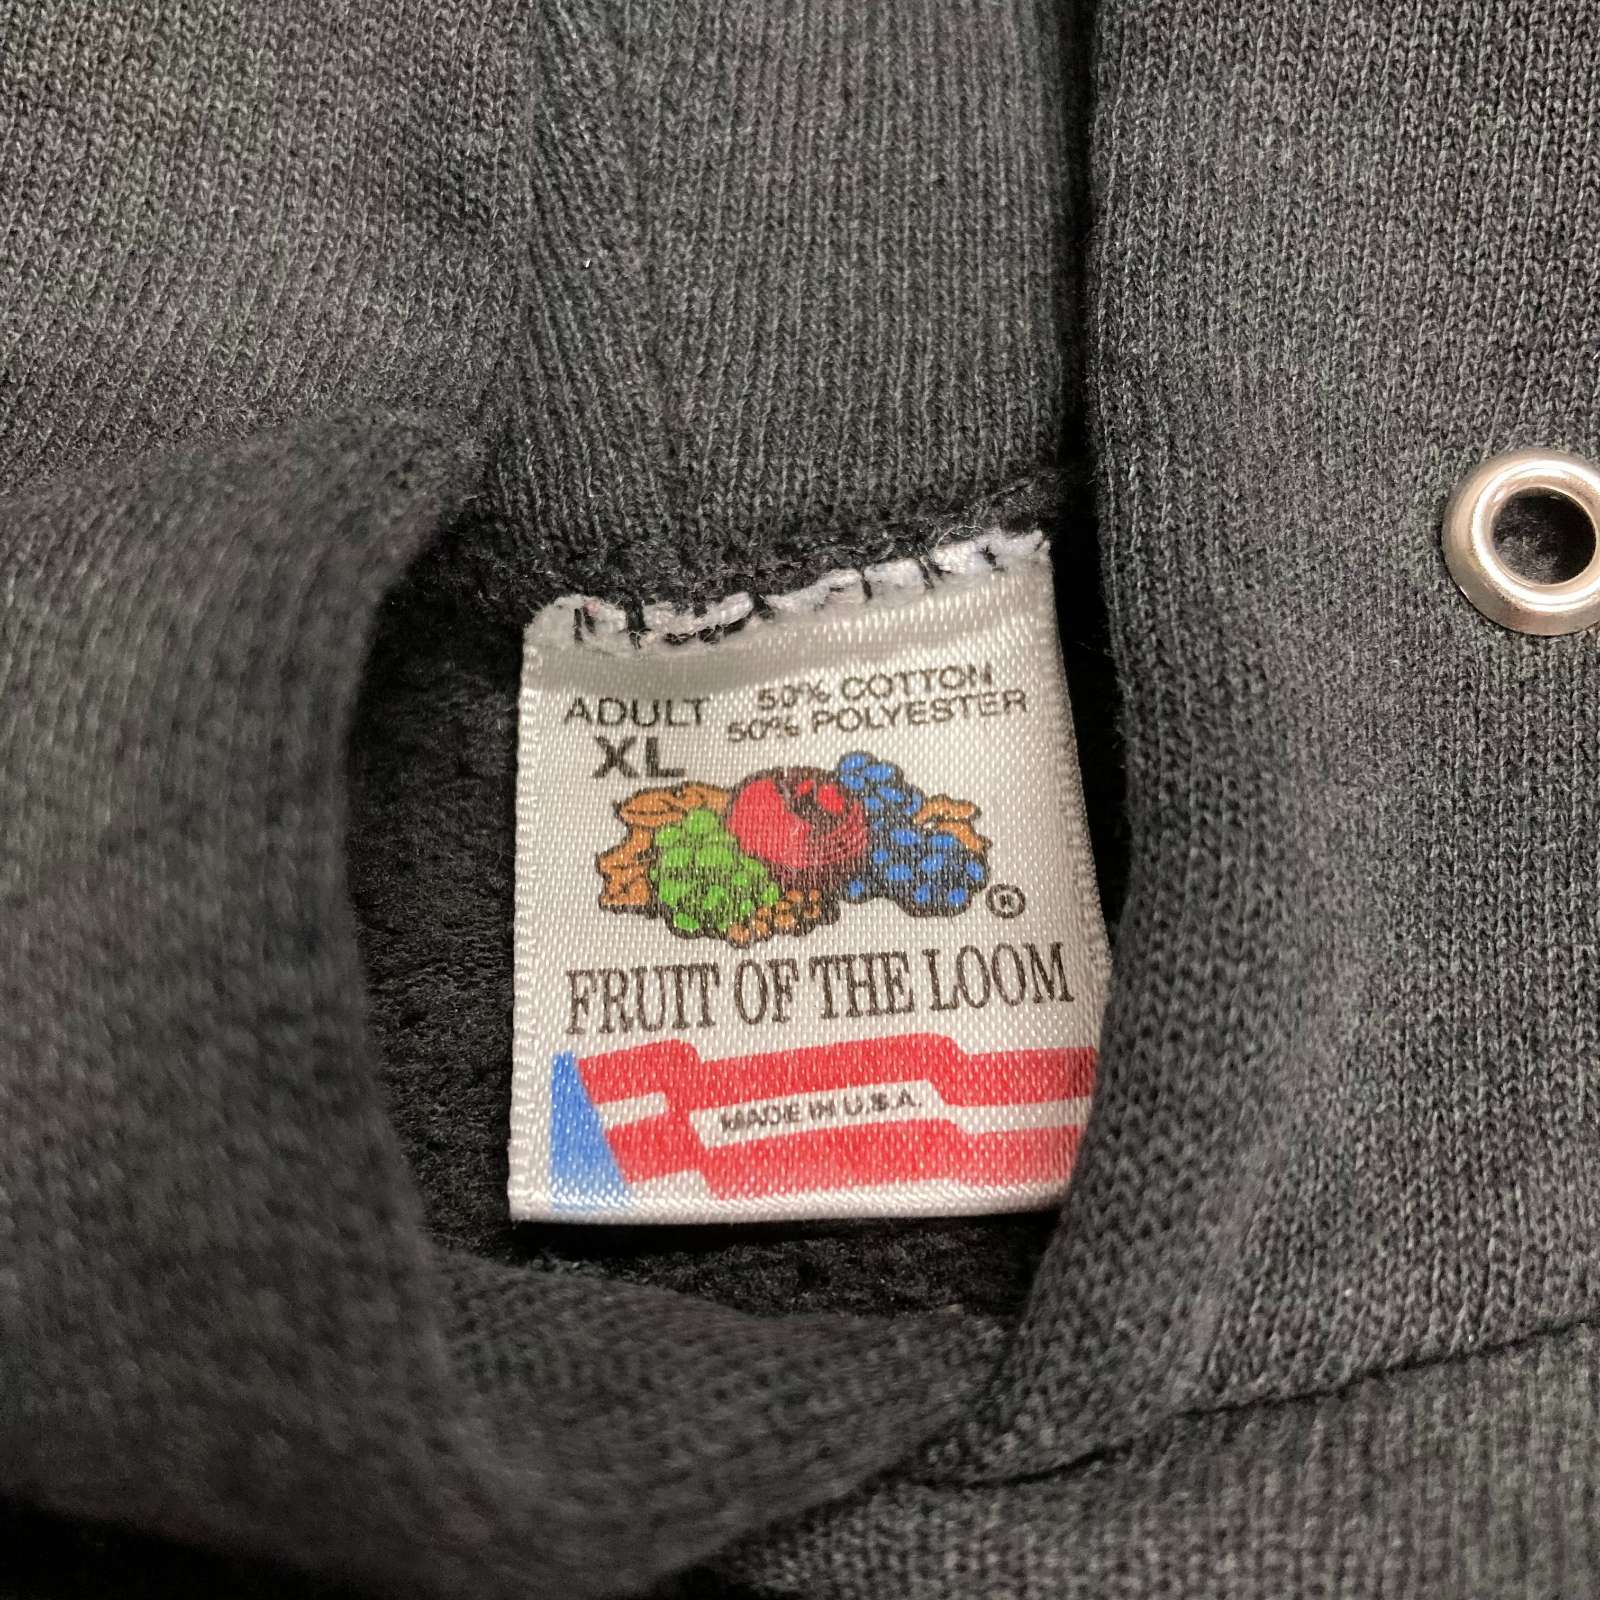 ADULT
XL
50% COTTON
50% POLYESTER
®
FRUIT OF THE LOOM
MADE IN U.S.A.